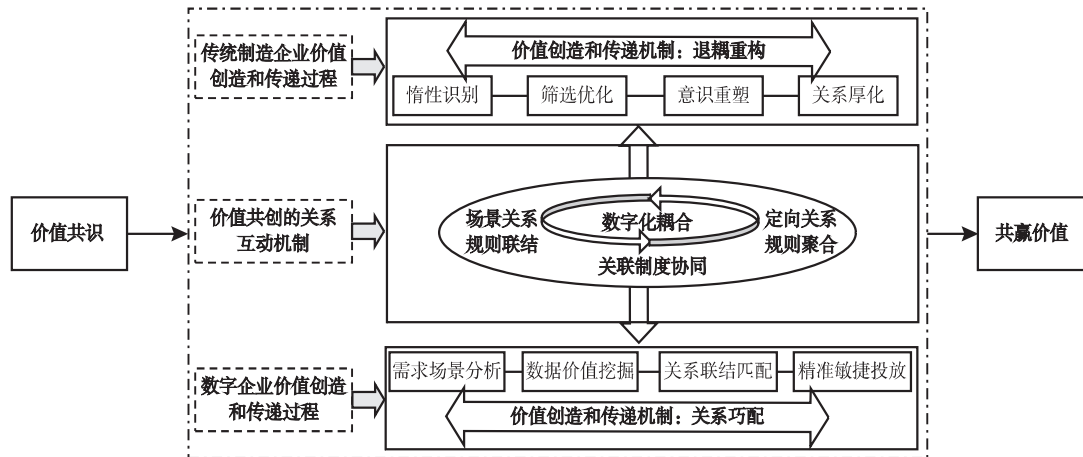 传统制造企业价值
创造和传递过程
价值创造和传递机制：退耦重构
惰性识别
筛选优化
意识重塑
关系厚化
价值共识
价值共创的关系
互动机制
场景关系
规则联结
数字化耦合
定向关系
规则聚合
关联制度协同
共赢价值
数字企业价值创造
和传递过程
需求场景分析
数据价值挖掘
关系联结匹配
精准敏捷投放
价值创造和传递机制：关系巧配